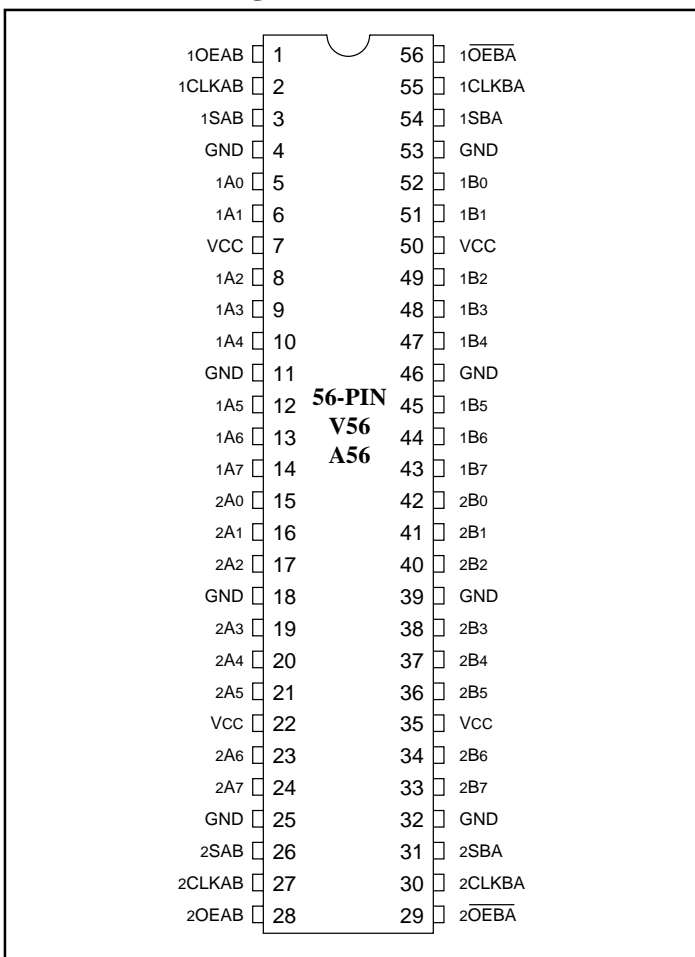 1OEAB 1 56 1OEBA
1CLKAB 2 55 1CLKBA
1SAB 3 54 1SBA
GND 4 53 GND
1A0 5 52 1B0
1A1 6 51 1B1
VCC 7 50 VCC
1A2 8 49 1B2
1A3 9 48 1B3
1A4 10 47 1B4
GND 11 46 GND
1A5 12 56-PIN 45 1B5
1A6 13 V56 44 1B6
1A7 14 A56 43 1B7
2A0 15 42 2B0
2A1 16 41 2B1
2A2 17 40 2B2
GND 18 39 GND
2A3 19 38 2B3
2A4 20 37 2B4
2A5 21 36 2B5
VCC 22 35 VCC
2A6 23 34 2B6
2A7 24 33 2B7
GND 25 32 GND
2SAB 26 31 2SBA
2CLKAB 27 30 2CLKBA
2OEAB 28 29 2OEBA